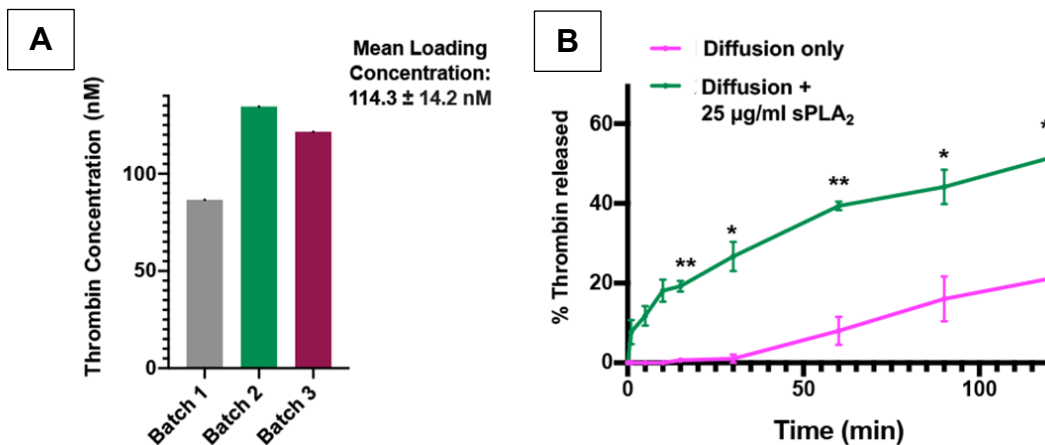 A
Mean Loading
Concentration:
114.3 ± 14.2 nM
Thrombin Concentration (nM)
100
50
0
Batch 1
Batch 2
Batch 3
B
Diffusion only
Diffusion +
25 µg/ml sPLA₂
% Thrombin released
60
40
20
0
**
*
**
*
*
0
50
100
Time (min)